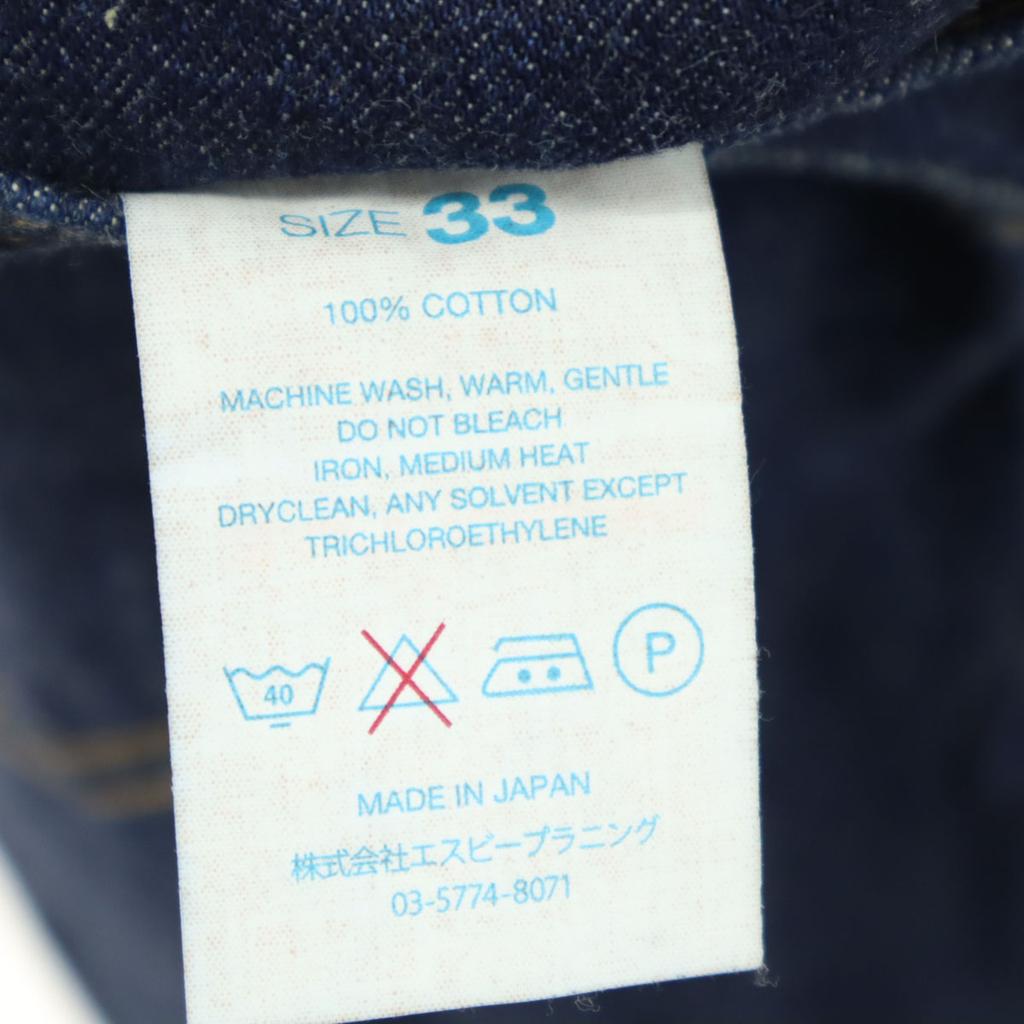 SIZE 33
100% COTTON
MACHINE WASH, WARM, GENTLE
DO NOT BLEACH
IRON, MEDIUM HEAT
DRYCLEAN, ANY SOLVENT EXCEPT
TRICHLOROETHYLENE
40 P
MADE IN JAPAN
株式会社エスビープラニング
03-5774-8071